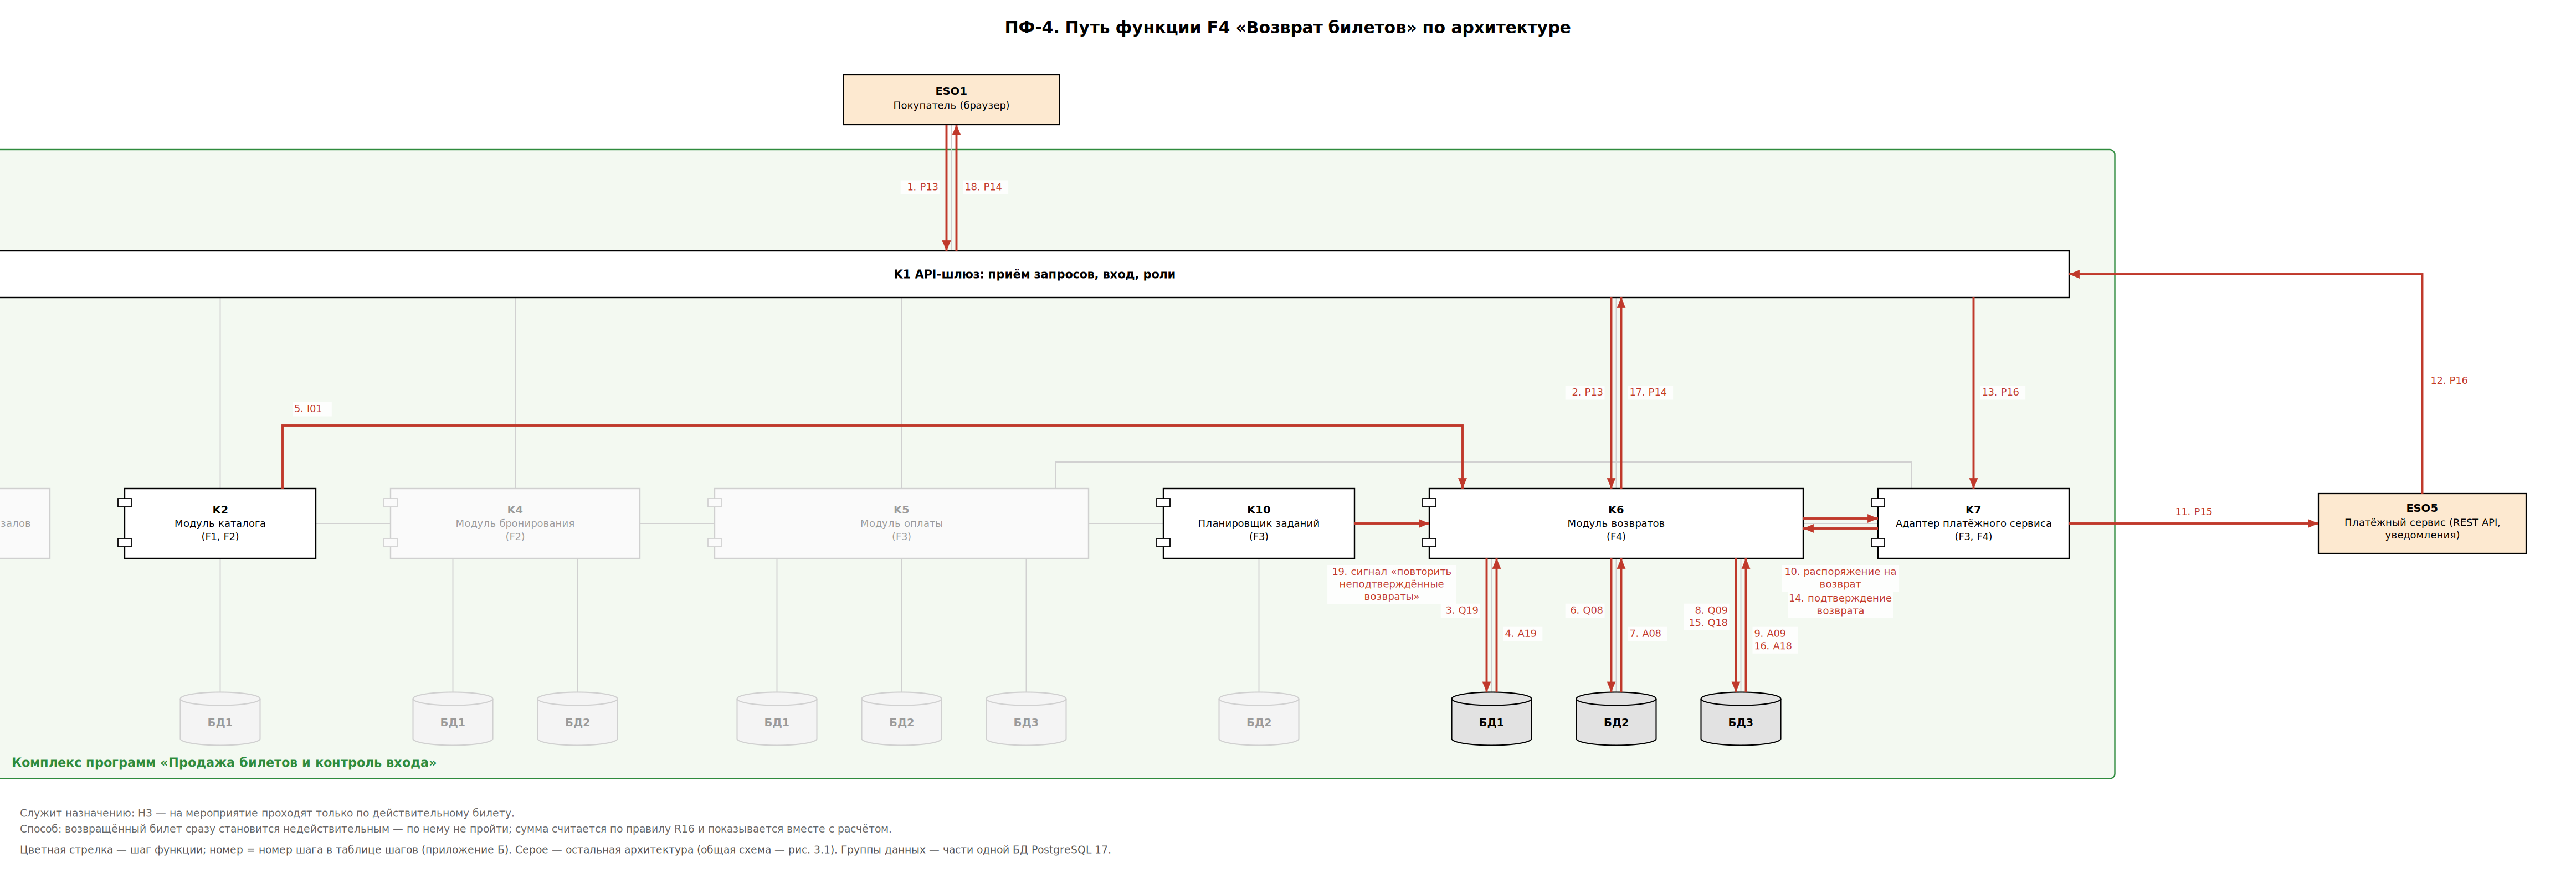 ПФ-4. Путь функции F4 «Возврат билетов» по архитектуре
ESO1
Покупатель (браузер)
1. P13
18. P14
K1 API-шлюз: приём запросов, вход, роли
12. P16
2. P13
17. P14
13. P16
5. I01
залов
K2
Модуль каталога
(F1, F2)
K4
Модуль бронирования
(F2)
K5
Модуль оплаты
(F3)
K10
Планировщик заданий
(F3)
K6
Модуль возвратов
(F4)
K7
Адаптер платёжного сервиса
(F3, F4)
11. P15
ESO5
Платёжный сервис (REST API,
уведомления)
19. сигнал «повторить
неподтверждённые
возвраты»
10. распоряжение на
возврат
14. подтверждение
возврата
3. Q19
4. A19
6. Q08
7. A08
8. Q09
15. Q18
9. A09
16. A18
БД1
БД1
БД2
БД1
БД2
БД3
БД2
БД1
БД2
БД3
Комплекс программ «Продажа билетов и контроль входа»
Служит назначению: Н3 — на мероприятие проходят только по действительному билету.
Способ: возвращённый билет сразу становится недействительным — по нему не пройти; сумма считается по правилу R16 и показывается вместе с расчётом.
Цветная стрелка — шаг функции; номер = номер шага в таблице шагов (приложение Б). Серое — остальная архитектура (общая схема — рис. 3.1). Группы данных — части одной БД PostgreSQL 17.